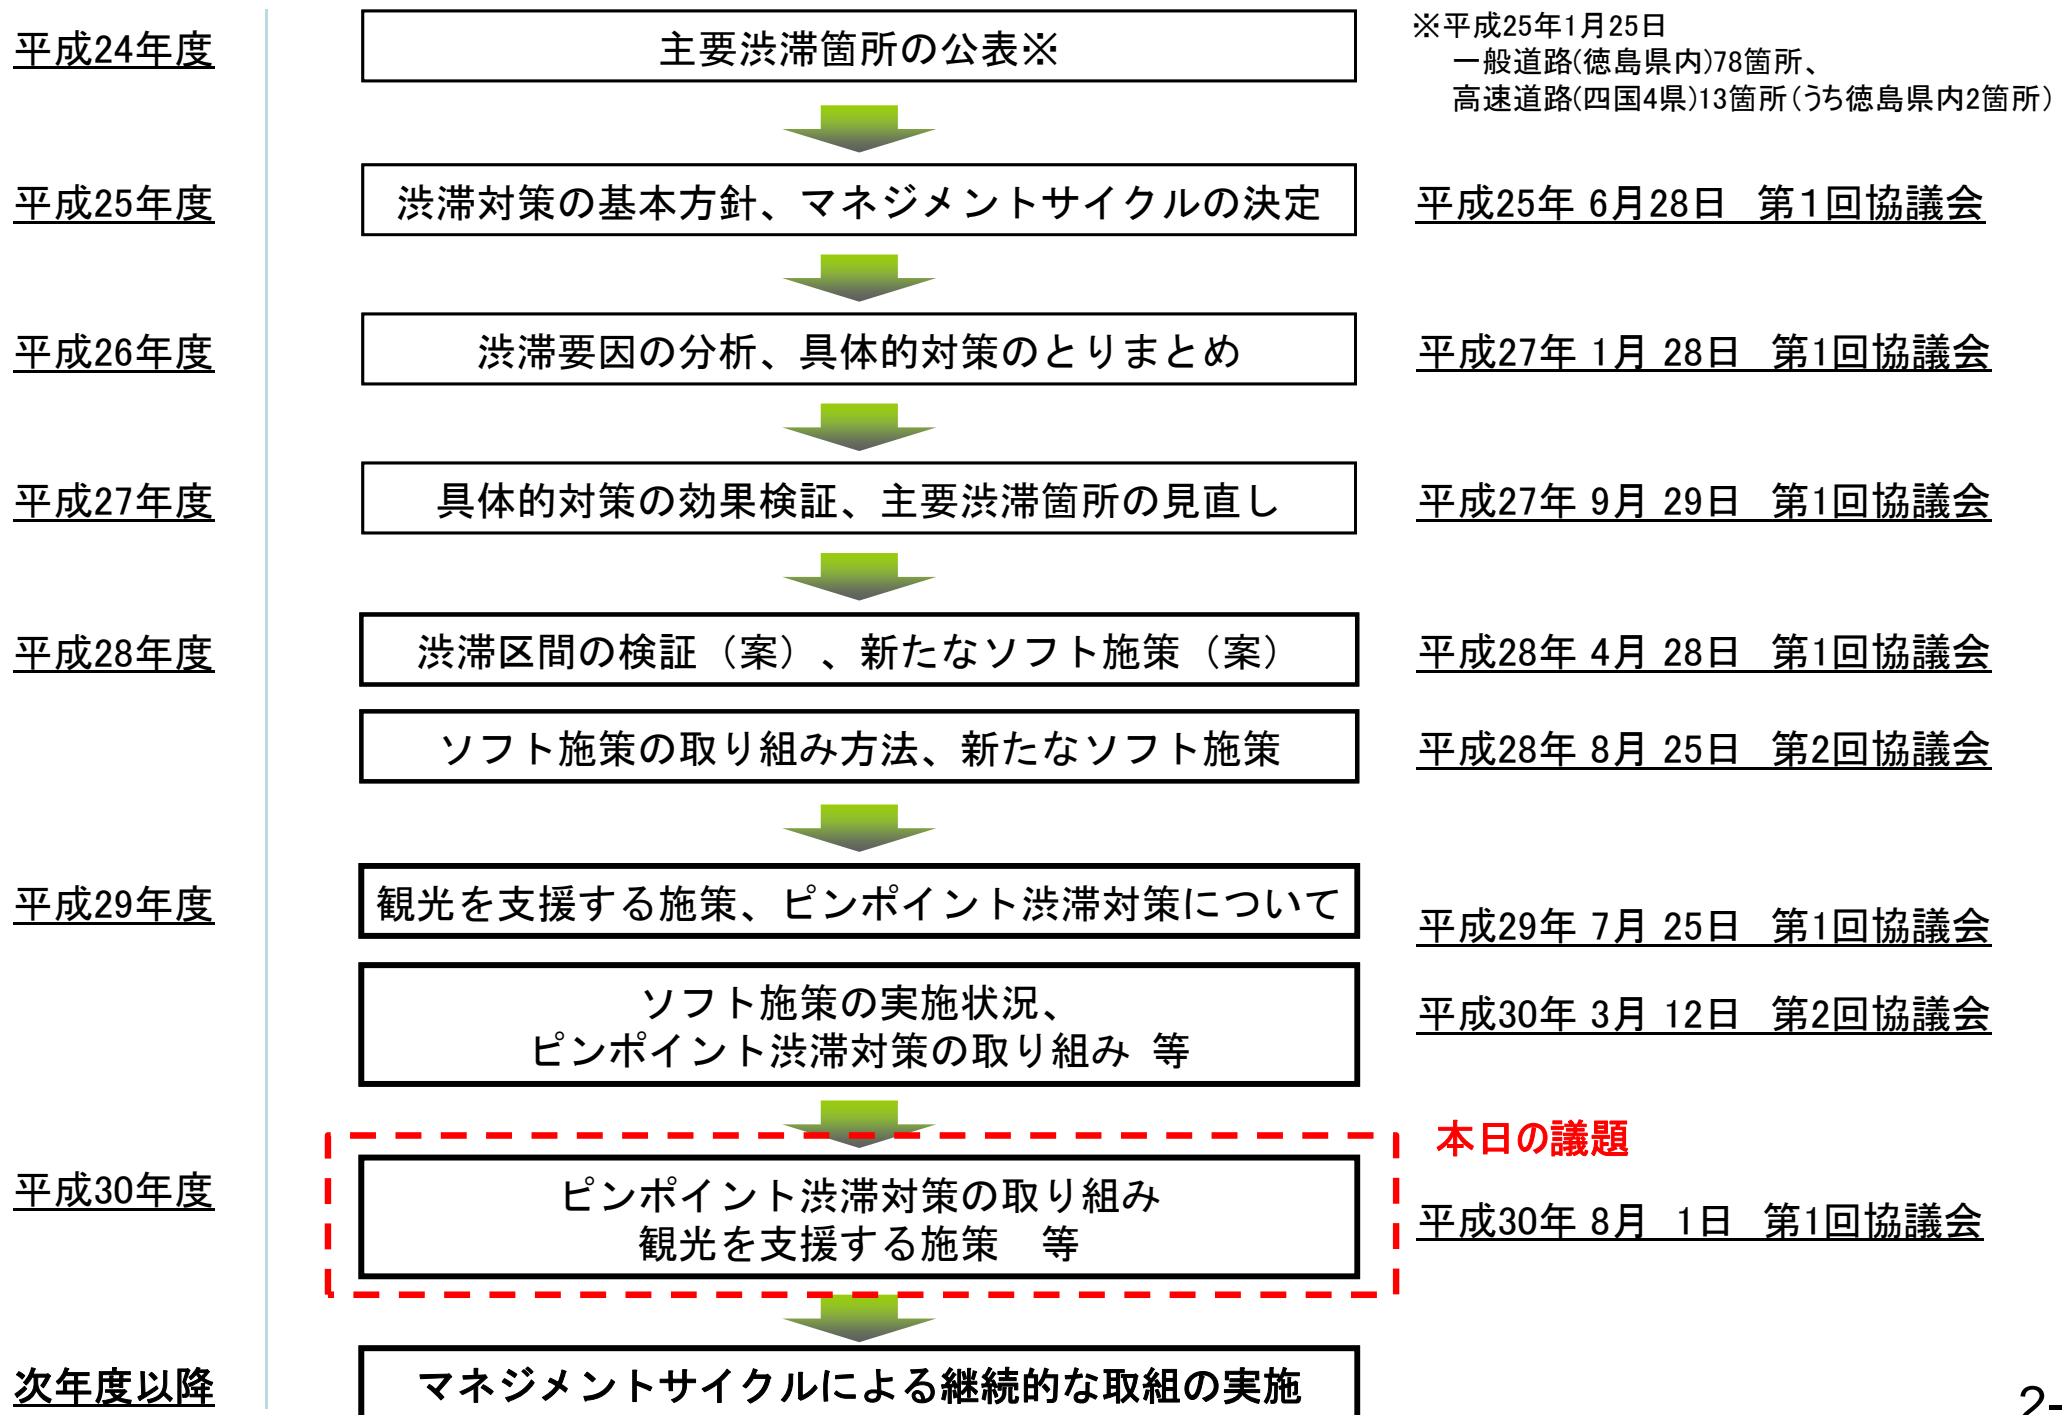 平成24年度
主要渋滞箇所の公表※
※平成25年1月25日
一般道路(徳島県内)78箇所、
高速道路(四国4県)13箇所(うち徳島県内2箇所)
平成25年度
渋滞対策の基本方針、マネジメントサイクルの決定
平成25年 6月28日 第1回協議会
平成26年度
渋滞要因の分析、具体的対策のとりまとめ
平成27年 1月 28日 第1回協議会
平成27年度
具体的対策の効果検証、主要渋滞箇所の見直し
平成27年 9月 29日 第1回協議会
平成28年度
渋滞区間の検証（案）、新たなソフト施策（案）
平成28年 4月 28日 第1回協議会
ソフト施策の取り組み方法、新たなソフト施策
平成28年 8月 25日 第2回協議会
平成29年度
観光を支援する施策、ピンポイント渋滞対策について
平成29年 7月 25日 第1回協議会
ソフト施策の実施状況、
ピンポイント渋滞対策の取り組み 等
平成30年 3月 12日 第2回協議会
本日の議題
平成30年度
ピンポイント渋滞対策の取り組み
観光を支援する施策 等
平成30年 8月 1日 第1回協議会
次年度以降
マネジメントサイクルによる継続的な取組の実施
2-